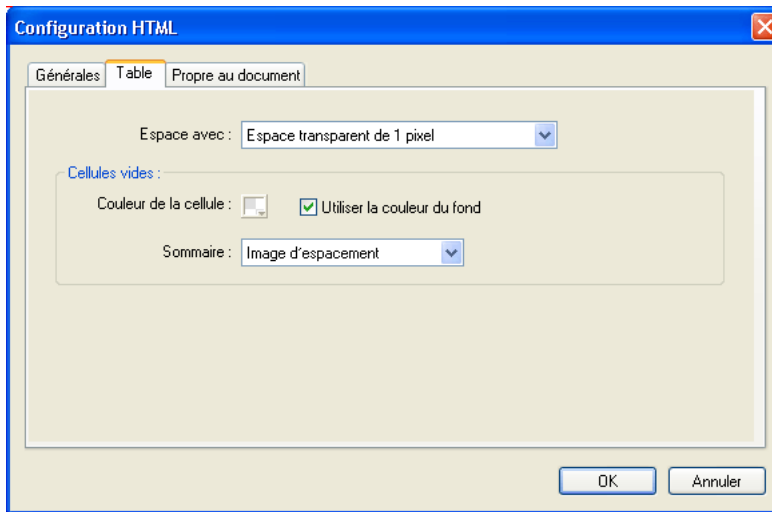 Configuration HTML
Générales Table Propre au document
Espace avec : Espace transparent de 1 pixel
Cellules vides :
Couleur de la cellule : Utiliser la couleur du fond
Sommaire : Image d'espacement
OK Annuler